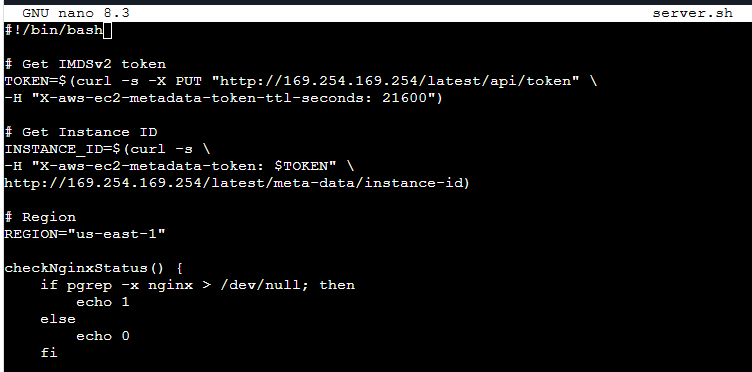 GNU nano 8.3 server.sh
#!/bin/bash
# Get IMDSv2 token
TOKEN=$(curl -s -X PUT "http://169.254.169.254/latest/api/token" \
-H "X-aws-ec2-metadata-token-ttl-seconds: 21600")
# Get Instance ID
INSTANCE_ID=$(curl -s \
-H "X-aws-ec2-metadata-token: $TOKEN" \
http://169.254.169.254/latest/meta-data/instance-id)
# Region
REGION="us-east-1"
checkNginxStatus() {
    if pgrep -x nginx > /dev/null; then
        echo 1
    else
        echo 0
    fi